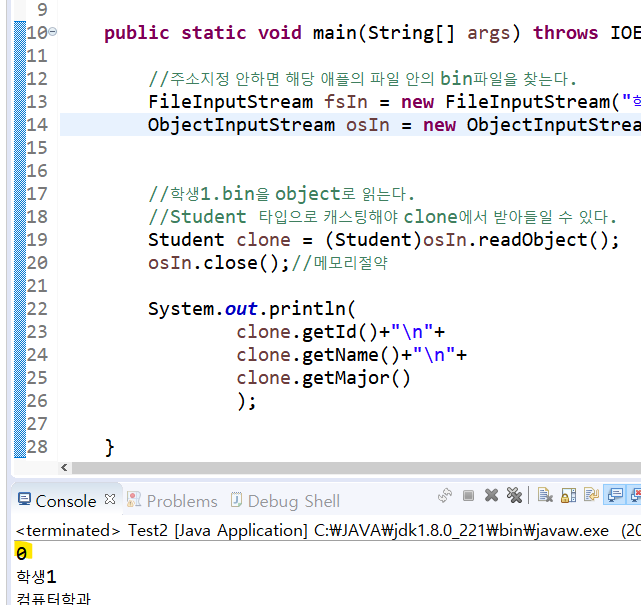 9
10 public static void main(String[] args) throws IOE
11
12 //주소지정 안하면 해당 애플의 파일 안의 bin파일을 찾는다.
13 FileInputStream fsIn = new FileInputStream("학
14 ObjectInputStream osIn = new ObjectInputStrea
15
16
17 //학생1.bin을 object로 읽는다.
18 //Student 타입으로 캐스팅해야 clone에서 받아들일 수 있다.
19 Student clone = (Student)osIn.readObject();
20 osIn.close();//메모리절약
21
22 System.out.println(
23 clone.getId()+"\n"+
24 clone.getName()+"\n"+
25 clone.getMajor()
26 );
27
28 }
Console Problems Debug Shell
<terminated> Test2 [Java Application] C:₩JAVA₩jdk1.8.0_221₩bin₩javaw.exe (20
0
학생1
컴퓨터학과